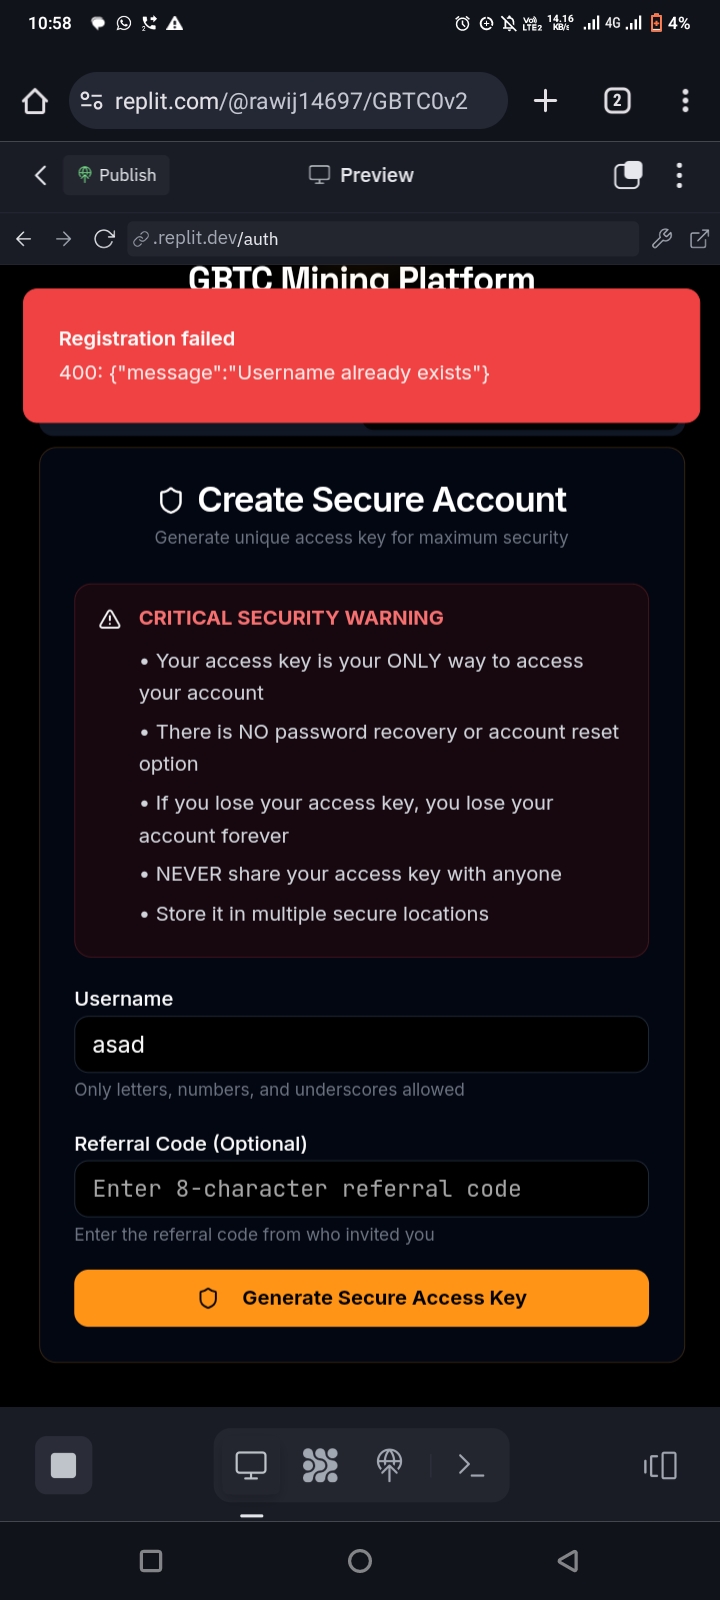 10:58
Vo)
LTE2
14.16
KB/s
4G
4%
replit.com/@rawij14697/GBTC0v2
2
Publish
Preview
.replit.dev/auth
GBTC Mining Platform
Registration failed
400: {"message":"Username already exists"}
Create Secure Account
Generate unique access key for maximum security
CRITICAL SECURITY WARNING
• Your access key is your ONLY way to access
your account
• There is NO password recovery or account reset
option
• If you lose your access key, you lose your
account forever
• NEVER share your access key with anyone
• Store it in multiple secure locations
Username
asad
Only letters, numbers, and underscores allowed
Referral Code (Optional)
Enter 8-character referral code
Enter the referral code from who invited you
Generate Secure Access Key